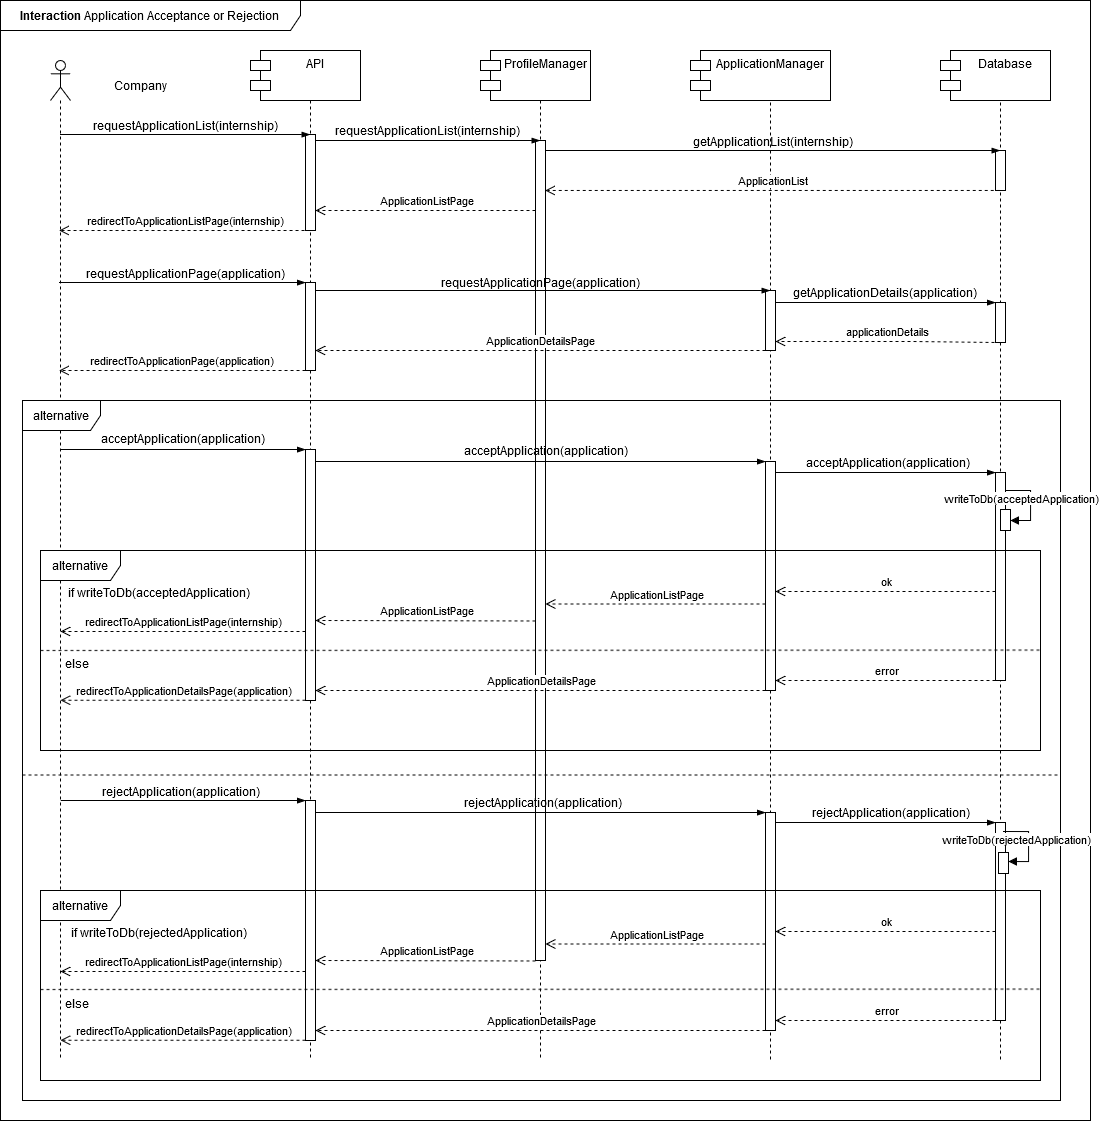 Interaction Application Acceptance or Rejection
Company
API
ProfileManager
ApplicationManager
Database
requestApplicationList(internship)
requestApplicationList(internship)
getApplicationList(internship)
ApplicationList
ApplicationListPage
redirectToApplicationListPage(internship)
requestApplicationPage(application)
requestApplicationPage(application)
getApplicationDetails(application)
applicationDetails
ApplicationDetailsPage
redirectToApplicationPage(application)
alternative
acceptApplication(application)
acceptApplication(application)
acceptApplication(application)
writeToDb(acceptedApplication)
alternative
if writeToDb(acceptedApplication)
ok
ApplicationListPage
ApplicationListPage
redirectToApplicationListPage(internship)
else
error
ApplicationDetailsPage
redirectToApplicationDetailsPage(application)
rejectApplication(application)
rejectApplication(application)
rejectApplication(application)
writeToDb(rejectedApplication)
alternative
if writeToDb(rejectedApplication)
ok
ApplicationListPage
ApplicationListPage
redirectToApplicationListPage(internship)
else
error
ApplicationDetailsPage
redirectToApplicationDetailsPage(application)